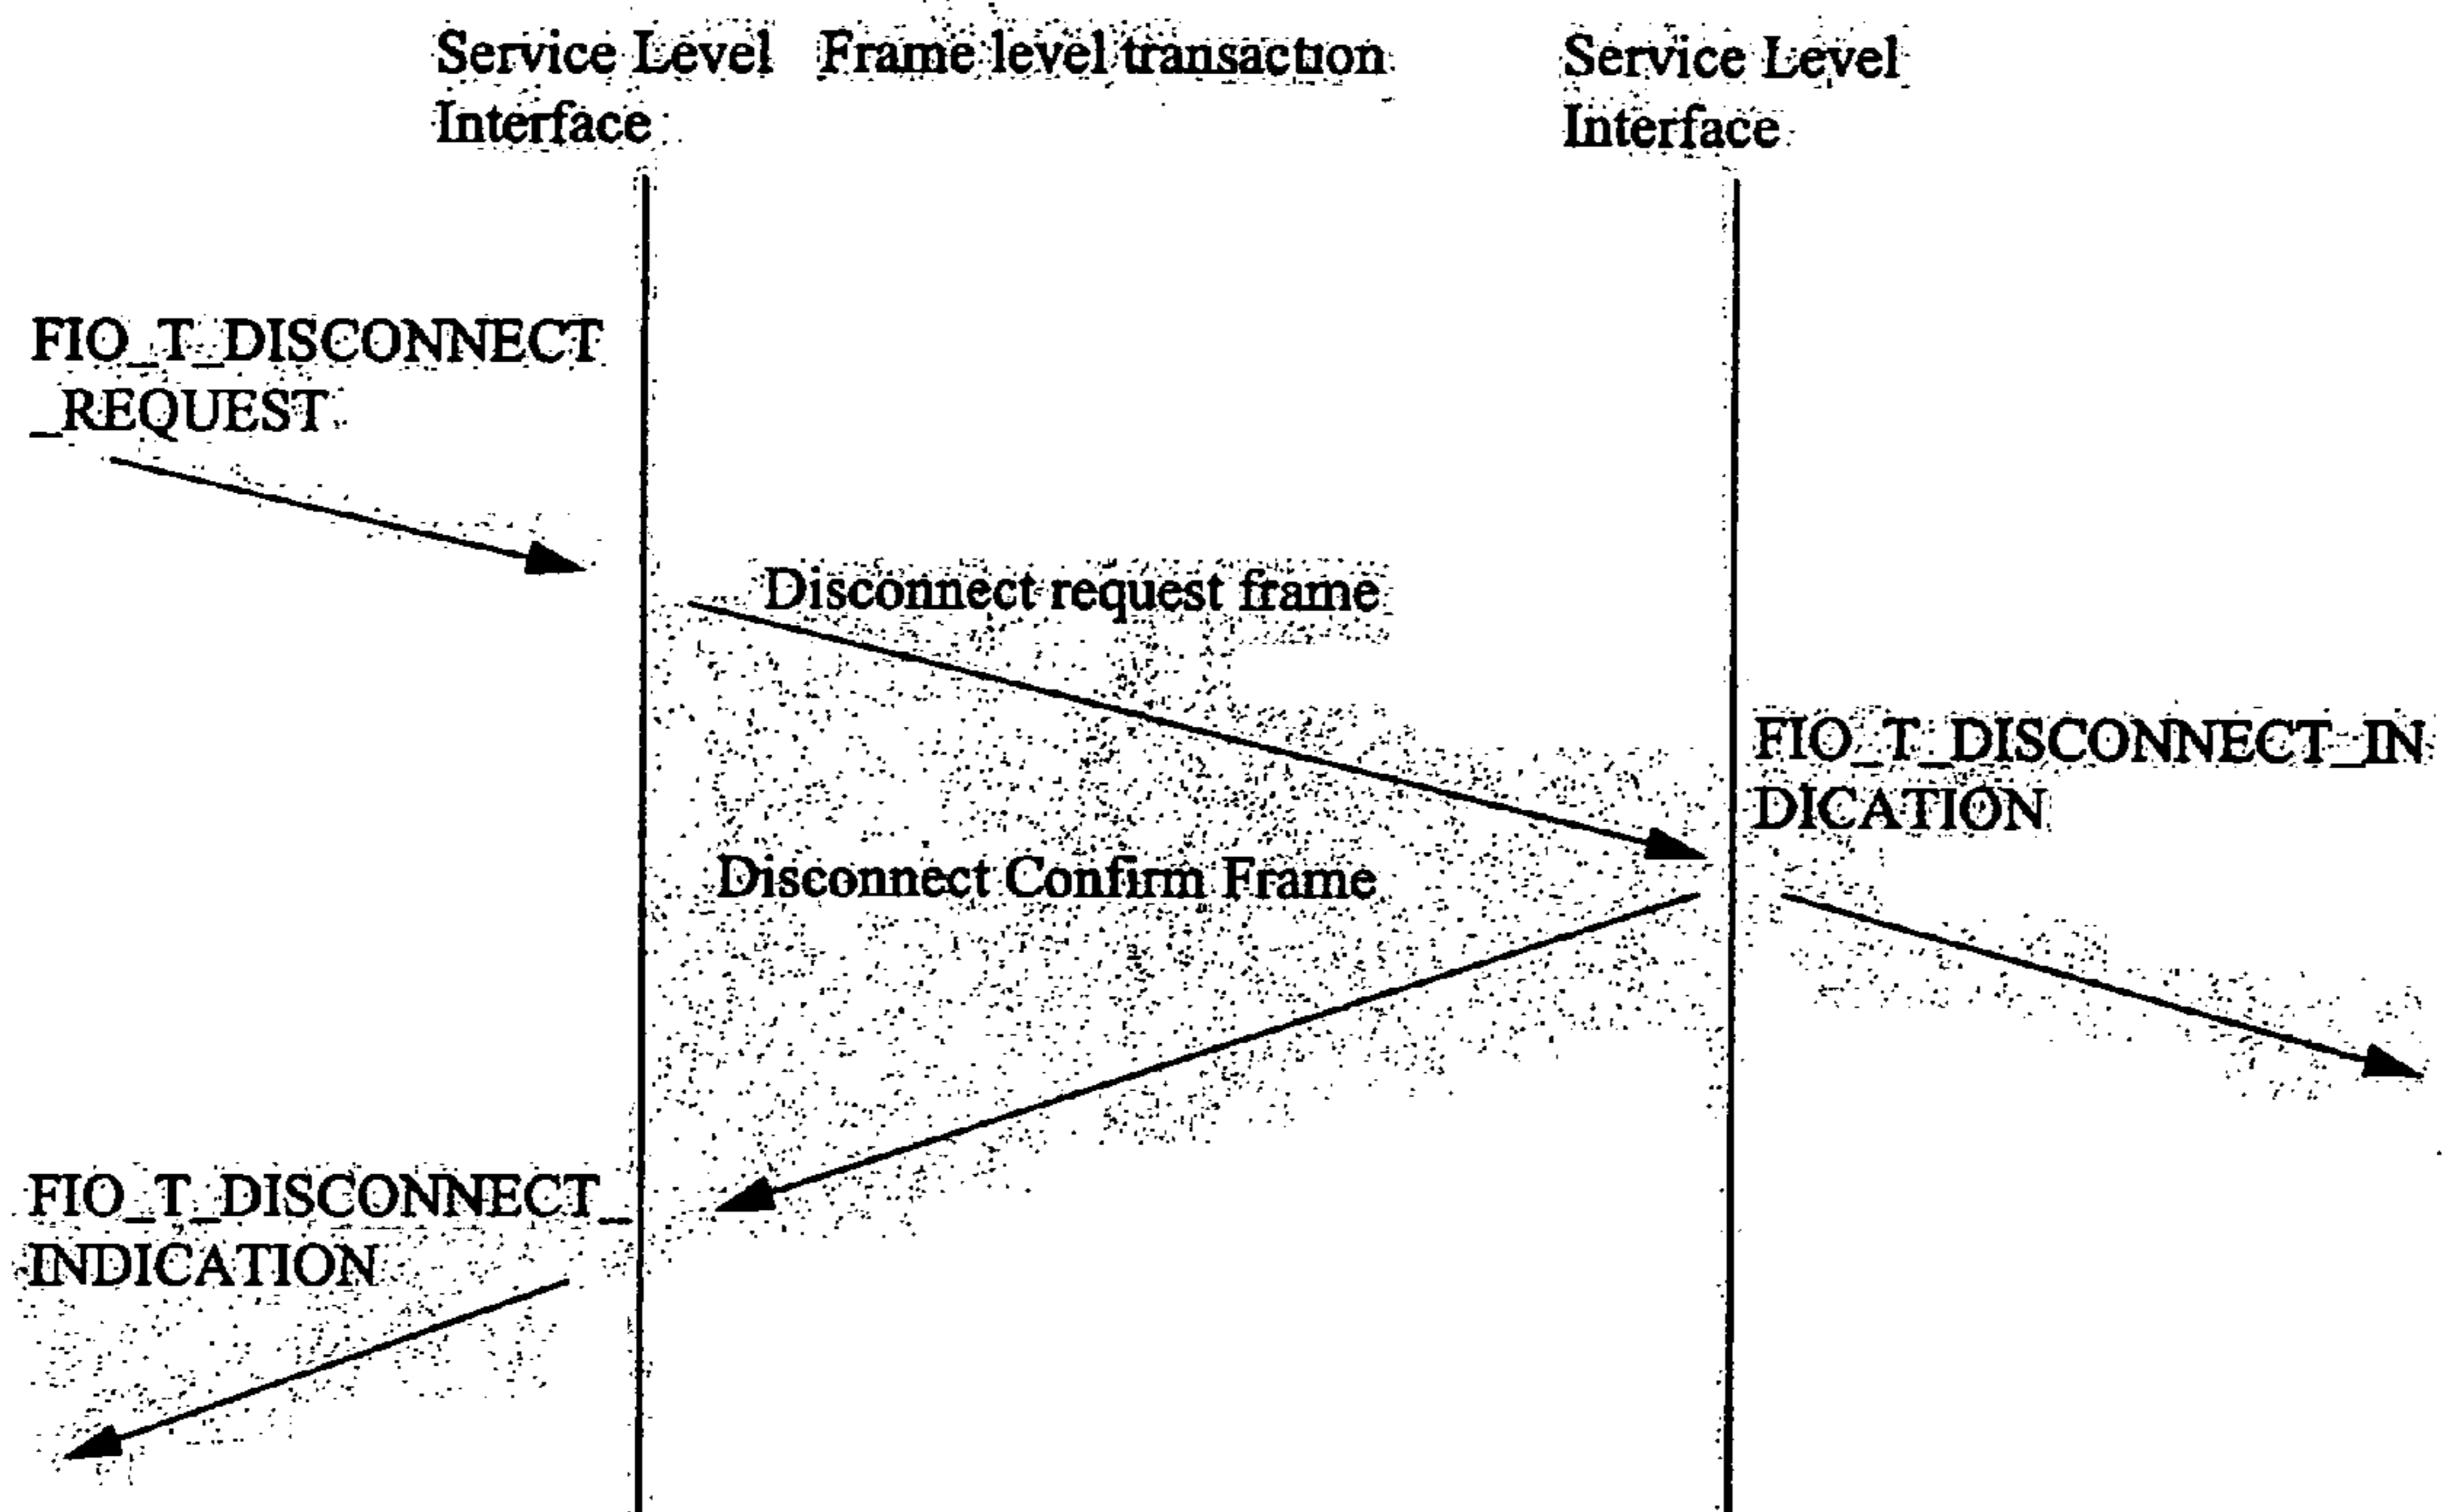 Service Level Frame level transaction Service Level
Interface Interface
FIO_T_DISCONNECT
_REQUEST
Disconnect request frame
FIO_T_DISCONNECT_IN
DICATION
Disconnect Confirm Frame
FIO_T_DISCONNECT_
INDICATION